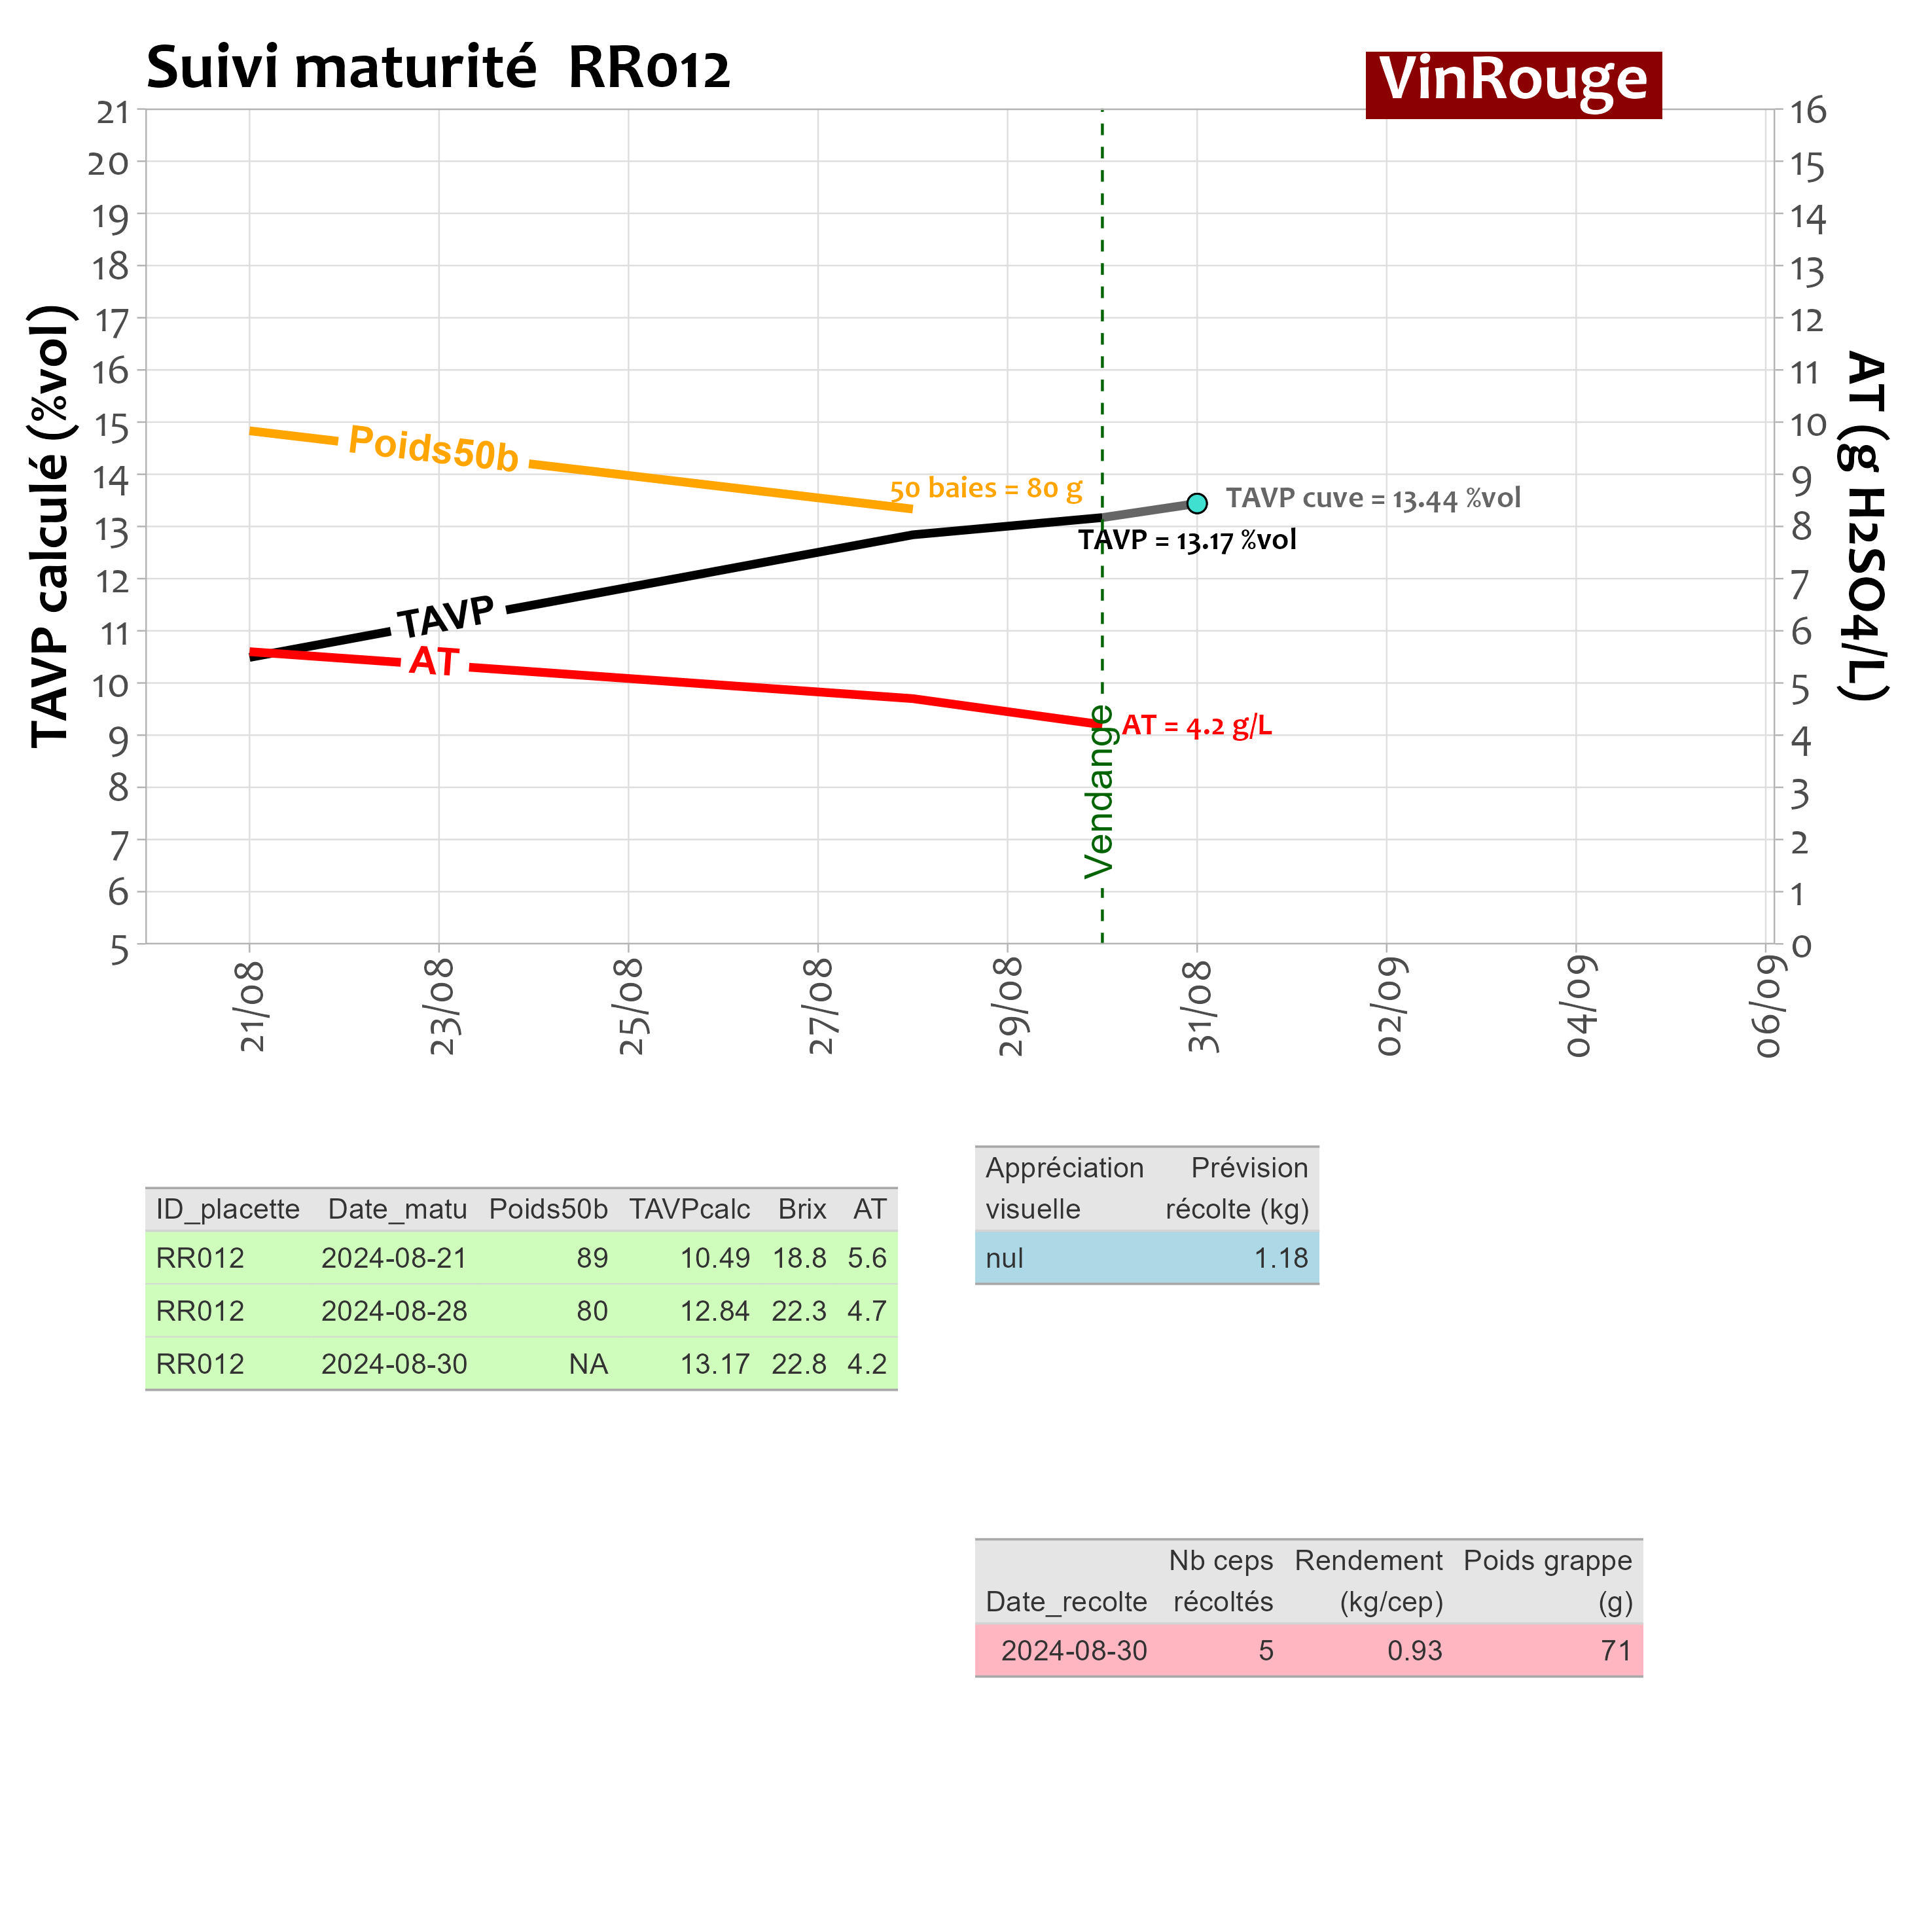 Suivi maturité  RR012
VinRouge
TAVP calculé (%vol)
21
20
19
18
17
16
15
14
13
12
11
10
9
8
7
6
5
Poids50b
50 baies = 80 g
TAVP cuve = 13.44 %vol
TAVP = 13.17 %vol
TAVP
AT
AT = 4.2 g/L
Vendange
16
15
14
13
12
11
10
9
8
7
6
5
4
3
2
1
0
AT (g H2SO4/L)
21/08
23/08
25/08
27/08
29/08
31/08
02/09
04/09
06/09
ID_placette Date_matu Poids50b TAVPcalc Brix AT
RR012 2024-08-21 89 10.49 18.8 5.6
RR012 2024-08-28 80 12.84 22.3 4.7
RR012 2024-08-30 NA 13.17 22.8 4.2
Appréciation Prévision
visuelle récolte (kg)
nul 1.18
Nb ceps Rendement Poids grappe
Date_recolte récoltés (kg/cep) (g)
2024-08-30 5 0.93 71